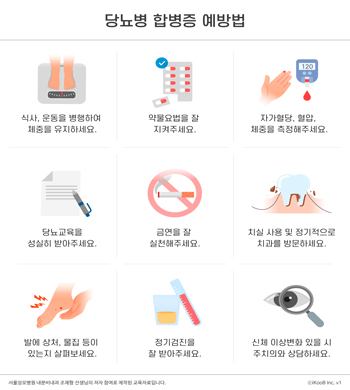 당뇨병 합병증 예방법
식사, 운동을 병행하여
체중을 유지하세요.
약물요법을 잘
지켜주세요.
120
자가혈당, 혈압,
체중을 측정해주세요.
당뇨교육을
성실히 받아주세요.
금연을 잘
실천해주세요.
치실 사용 및 정기적으로
치과를 방문하세요.
발에 상처, 물집 등이
있는지 살펴보세요.
정기검진을
잘 받아주세요.
신체 이상변화 있을 시
주치의와 상담하세요.
서울성모병원 내분비내과 조재형 선생님의 저자 참여로 제작된 교육자료입니다.
ⓒiKooB Inc. v1